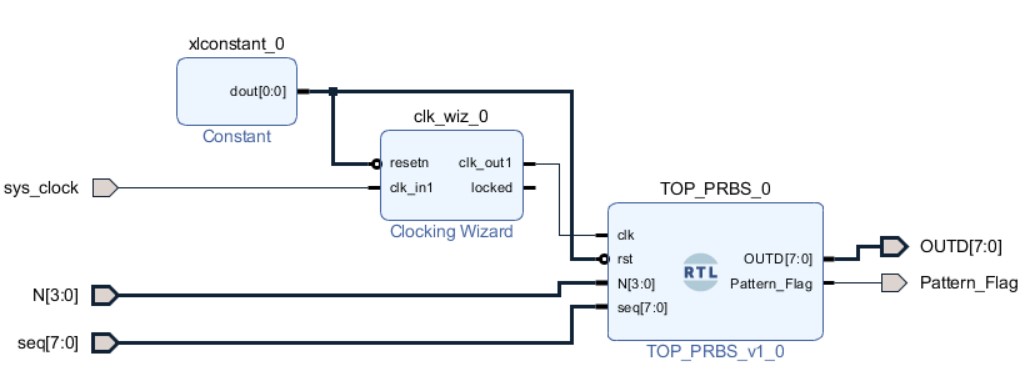 xlconstant_0
dout[0:0]
Constant
clk_wiz_0
resetn
clk_out1
clk_in1
locked
Clocking Wizard
sys_clock
TOP_PRBS_0
clk
rst
N[3:0]
seq[7:0]
RTL
OUTD[7:0]
Pattern_Flag
TOP_PRBS_v1_0
OUTD[7:0]
Pattern_Flag
N[3:0]
seq[7:0]